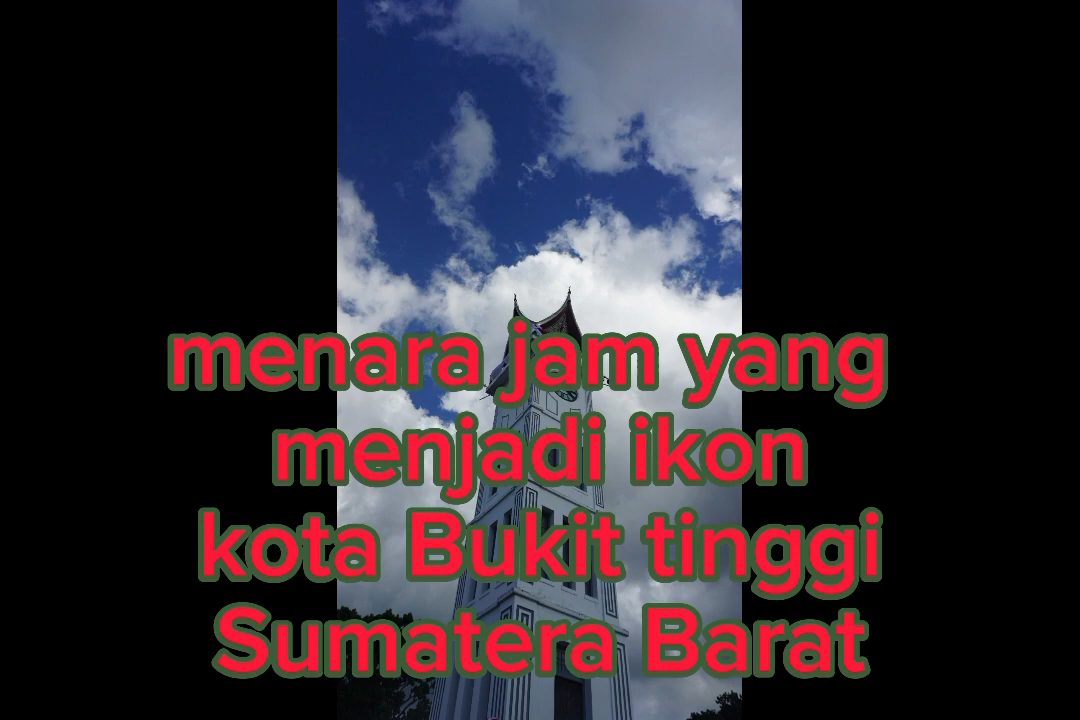 menara jam yang
menjadi ikon
kota Bukit tinggi
Sumatera Barat